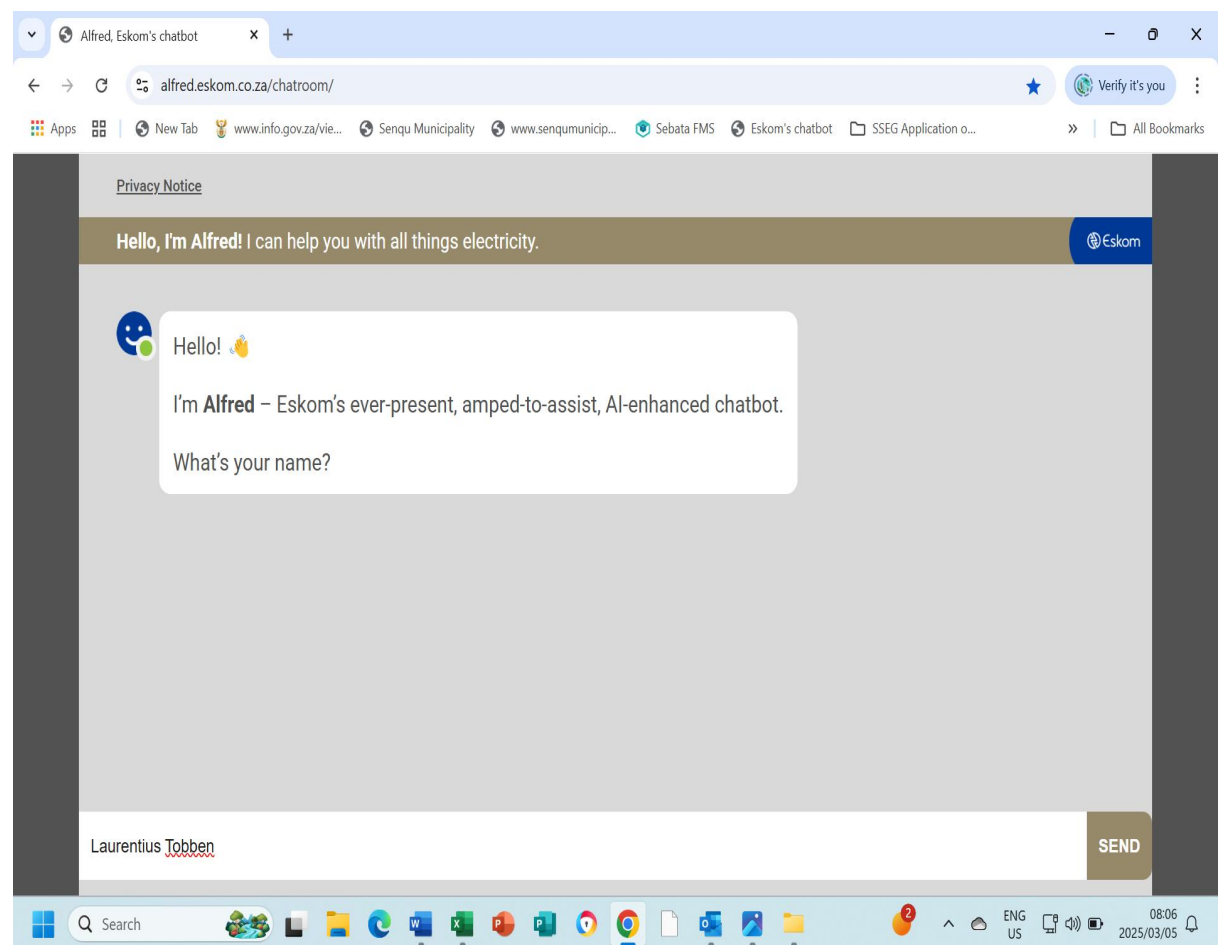 Alfred, Eskom's chatbot
alfred.eskom.co.za/chatroom/
Verify it's you
Apps New Tab www.info.gov.za/vie... Senqu Municipality www.senqumunicip... Sebata FMS Eskom's chatbot SSEG Application o... » All Bookmarks
Privacy Notice
Hello, I'm Alfred! I can help you with all things electricity.
Eskom
Hello! 👋
I'm Alfred – Eskom's ever-present, amped-to-assist, AI-enhanced chatbot.
What's your name?
Laurentius Tobben
SEND
Search
2
ENG
US
08:06
2025/03/05